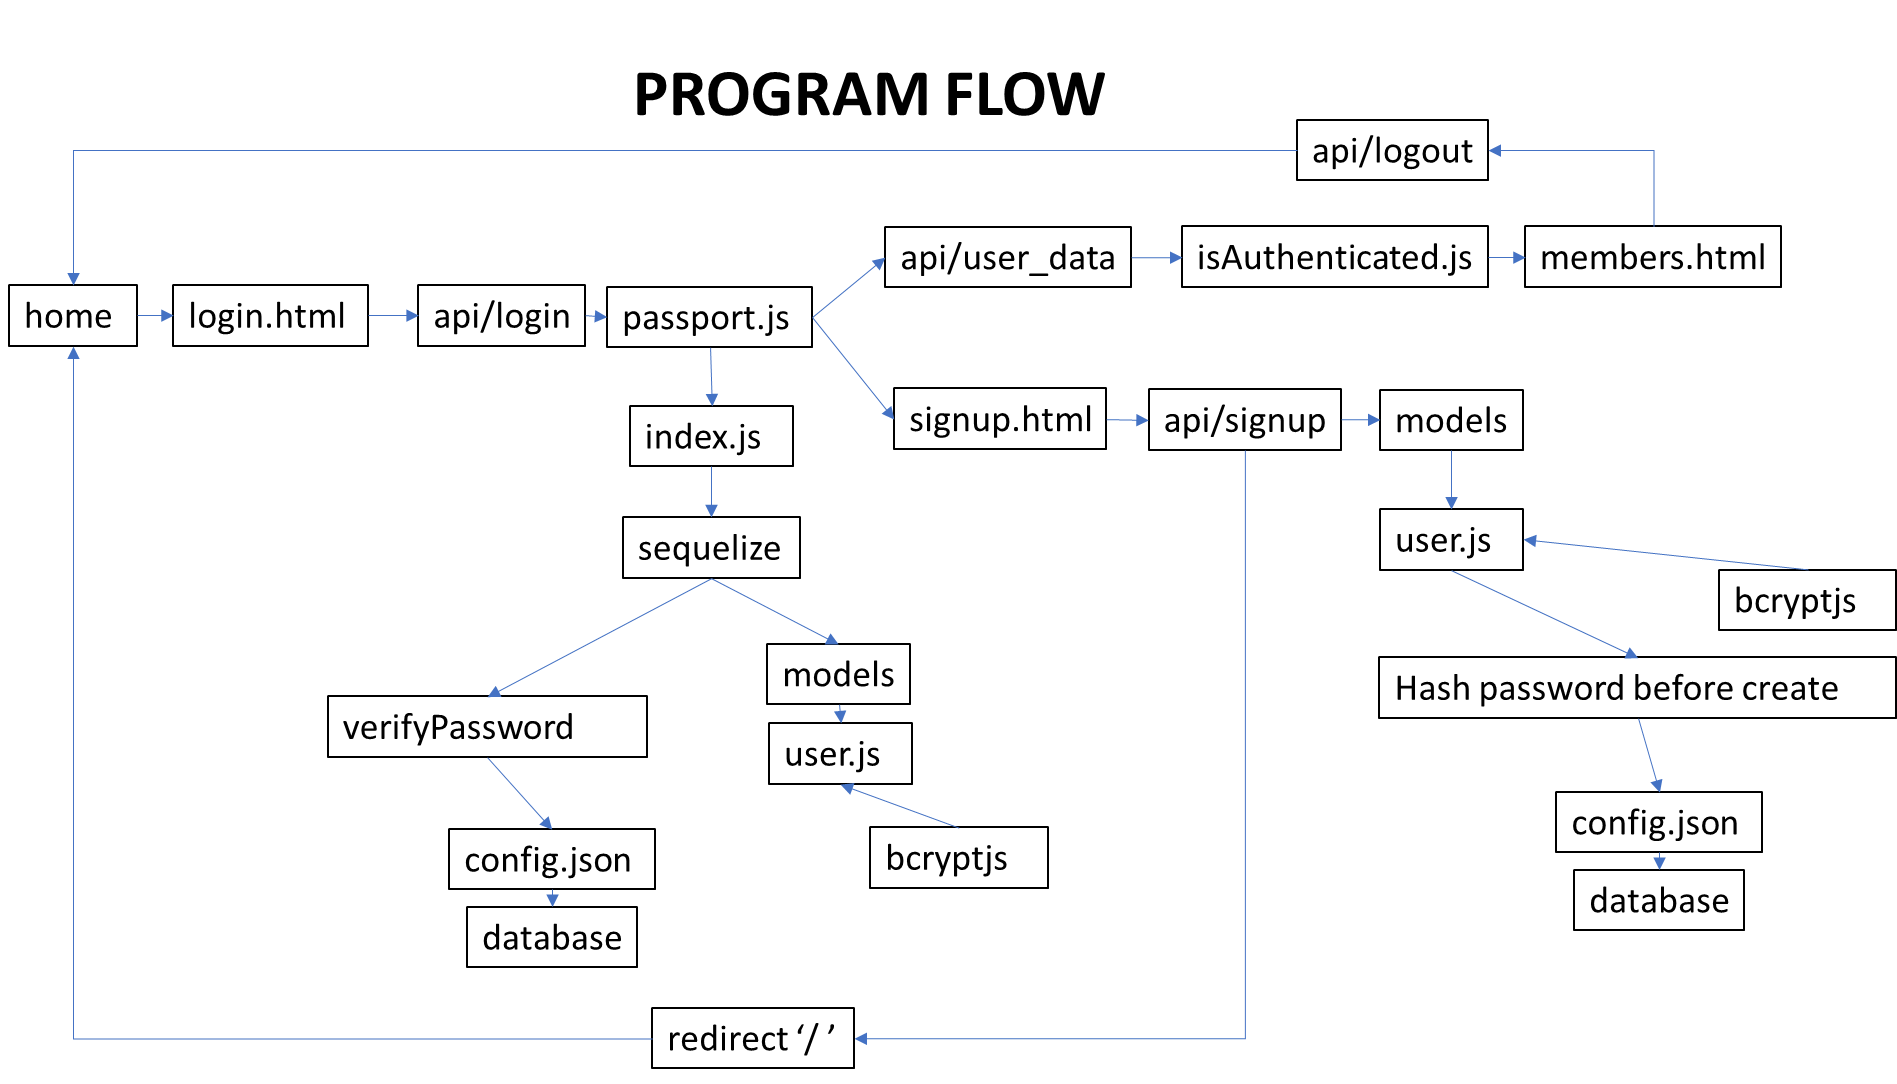 PROGRAM FLOW
api/logout
api/user_data
isAuthenticated.js
members.html
home
login.html
api/login
passport.js
signup.html
api/signup
models
index.js
user.js
sequelize
bcryptjs
models
Hash password before create
verifyPassword
user.js
config.json
config.json
bcryptjs
database
database
redirect ‘/ ’